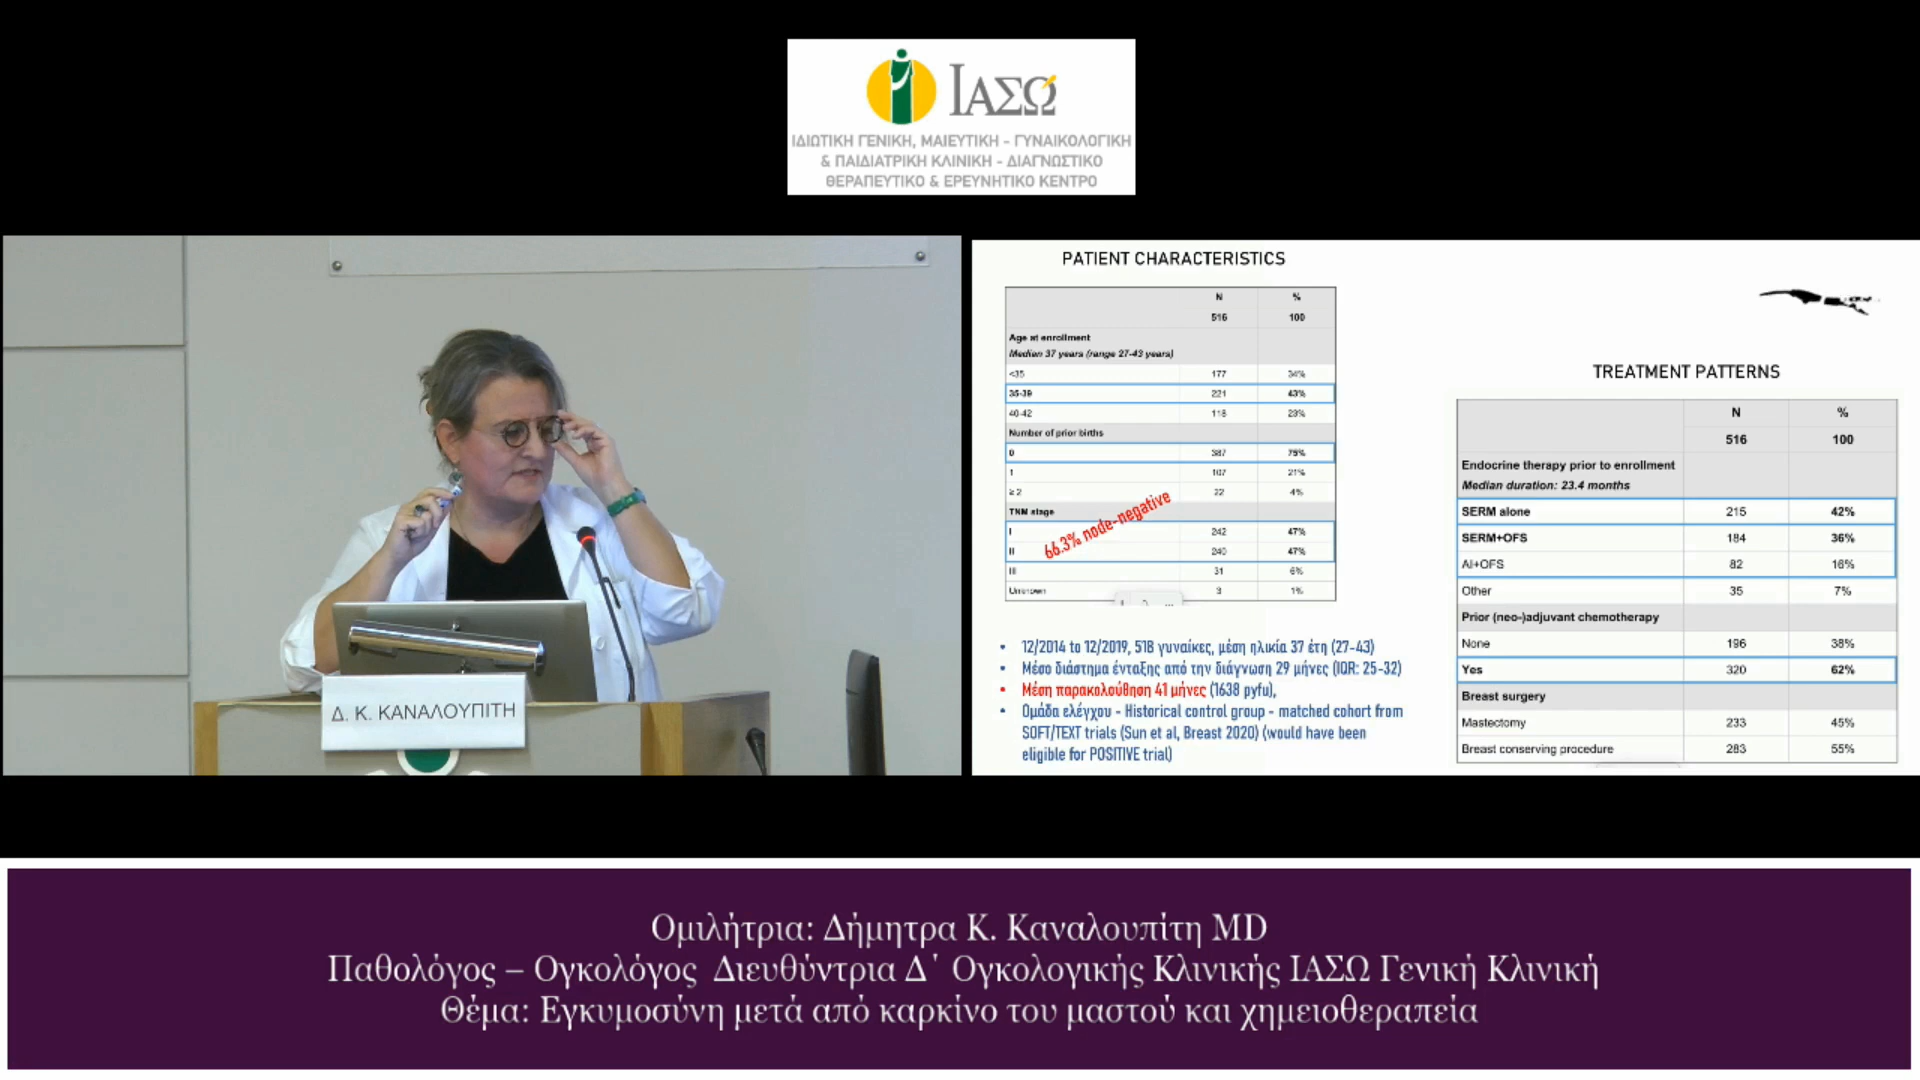 ΙΑΣΩ
ΙΔΙΩΤΙΚΗ ΓΕΝΙΚΗ, ΜΑΙΕΥΤΙΚΗ - ΓΥΝΑΙΚΟΛΟΓΙΚΗ
& ΠΑΙΔΙΑΤΡΙΚΗ ΚΛΙΝΙΚΗ - ΔΙΑΓΝΩΣΤΙΚΟ
ΘΕΡΑΠΕΥΤΙΚΟ & ΕΡΕΥΝΗΤΙΚΟ ΚΕΝΤΡΟ
Δ. Κ. ΚΑΝΑΛΟΥΠΙΤΗ
PATIENT CHARACTERISTICS
N %
516 100
Age at enrollment
Median 37 years (range 27-43 years)
<35 177 34%
35-39 221 43%
40-42 118 23%
Number of prior births
0 387 75%
1 107 21%
≥ 2 22 4%
TNM stage
I 242 47%
II 240 47%
III 31 6%
Unknown 3 1%
66.3% node-negative
• 12/2014 to 12/2019, 518 γυναίκες, μέση ηλικία 37 έτη (27-43)
• Μέσο διάστημα ένταξης από την διάγνωση 29 μήνες (IQR: 25-32)
• Μέση παρακολούθηση 41 μήνες (1638 pyfu),
• Ομάδα ελέγχου - Historical control group - matched cohort from
SOFT/TEXT trials (Sun et al, Breast 2020) (would have been
eligible for POSITIVE trial)
TREATMENT PATTERNS
N %
516 100
Endocrine therapy prior to enrollment
Median duration: 23.4 months
SERM alone 215 42%
SERM+OFS 184 36%
AI+OFS 82 16%
Other 35 7%
Prior (neo-)adjuvant chemotherapy
None 196 38%
Yes 320 62%
Breast surgery
Mastectomy 233 45%
Breast conserving procedure 283 55%
Ομιλήτρια: Δήμητρα Κ. Καναλουπίτη MD
Παθολόγος – Ογκολόγος Διευθύντρια Δ΄ Ογκολογικής Κλινικής ΙΑΣΩ Γενική Κλινική
Θέμα: Εγκυμοσύνη μετά από καρκίνο του μαστού και χημειοθεραπεία